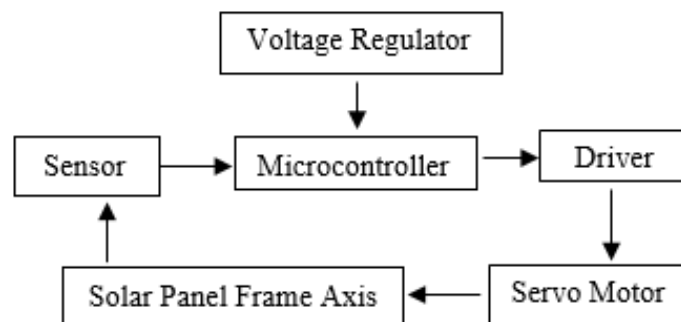 Voltage Regulator
Sensor
Microcontroller
Driver
Solar Panel Frame Axis
Servo Motor